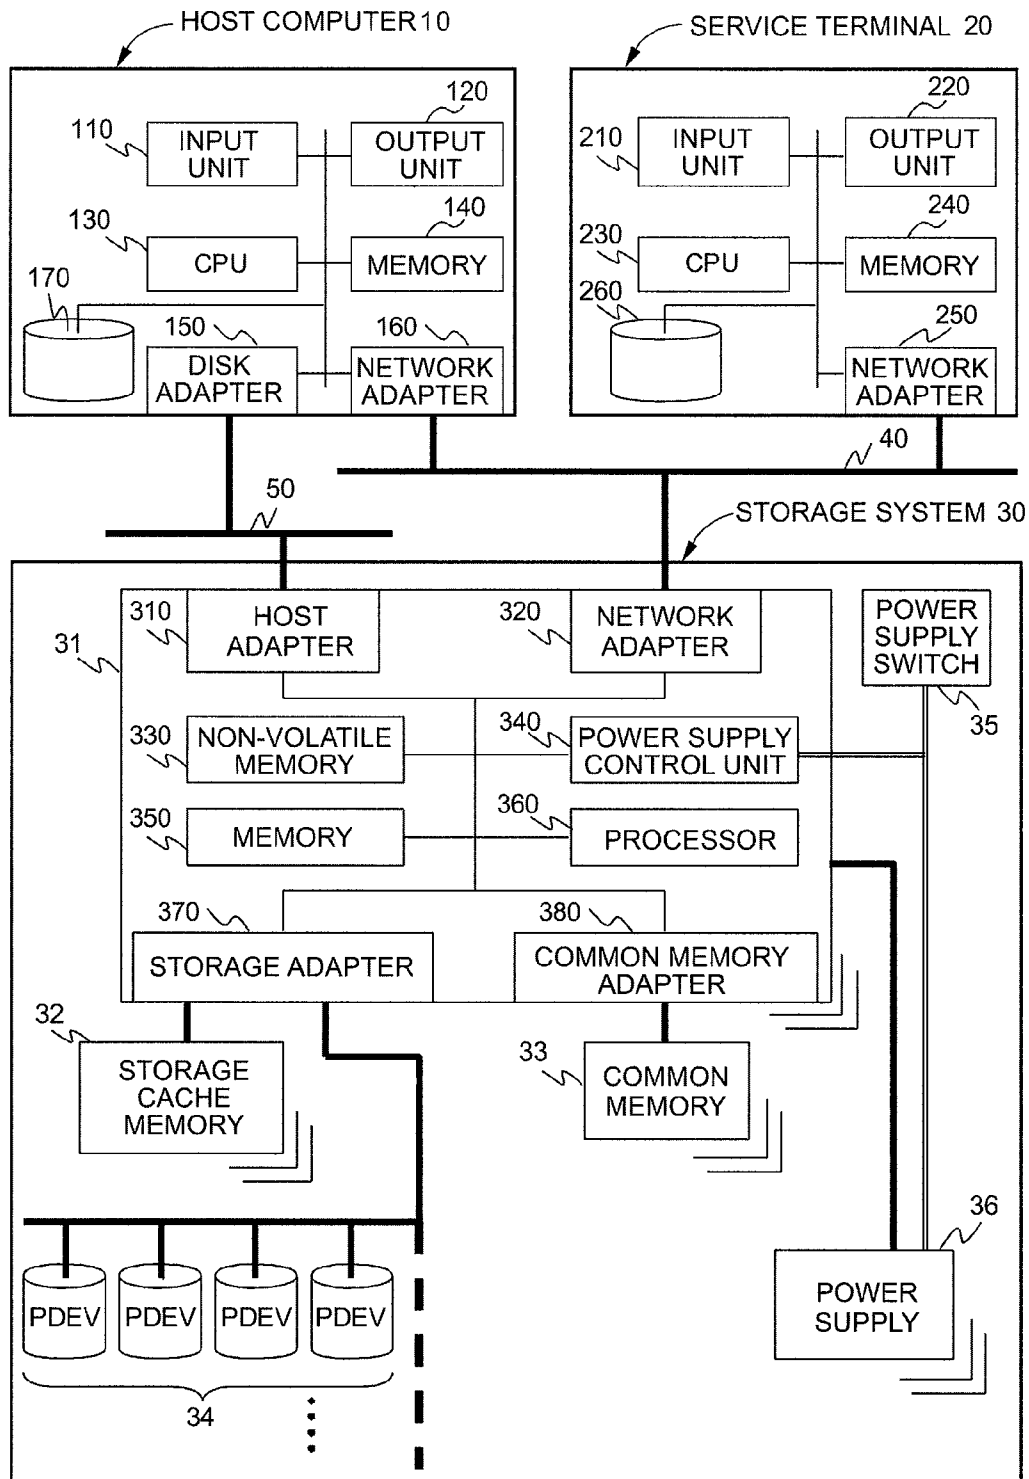 HOST COMPUTER10
SERVICE TERMINAL 20
110
INPUT
UNIT
120
OUTPUT
UNIT
130
CPU
140
MEMORY
170
150
DISK
ADAPTER
160
NETWORK
ADAPTER
210
INPUT
UNIT
220
OUTPUT
UNIT
230
CPU
240
MEMORY
260
250
NETWORK
ADAPTER
40
50
STORAGE SYSTEM 30
31
310
HOST
ADAPTER
320
NETWORK
ADAPTER
POWER
SUPPLY
SWITCH
35
330
NON-VOLATILE
MEMORY
340
POWER SUPPLY
CONTROL UNIT
350
MEMORY
360
PROCESSOR
370
STORAGE ADAPTER
380
COMMON MEMORY
ADAPTER
32
STORAGE
CACHE
MEMORY
33
COMMON
MEMORY
36
POWER
SUPPLY
PDEV
PDEV
PDEV
PDEV
34